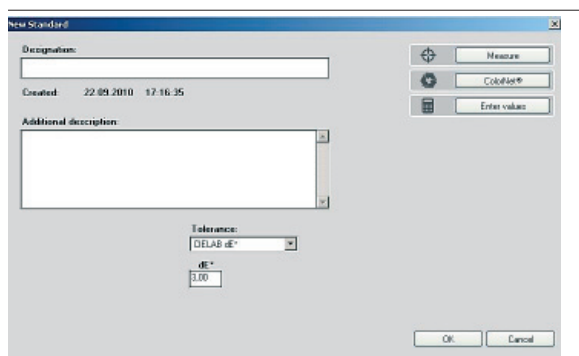 New Standard
Designation:
Measure
ColorNet®
Created: 22.09.2010 17:16:35
Enter values
Additional description:
Tolerance:
CIELAB dE*
dE*
3.00
OK
Cancel